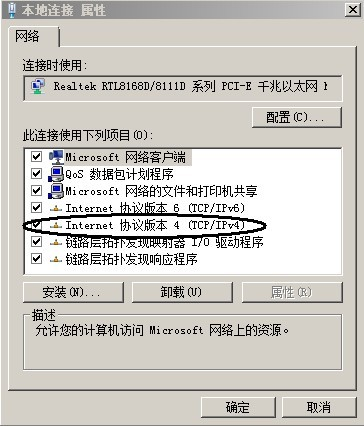 本地连接 属性
网络
连接时使用:
Realtek RTL8168D/8111D 系列 PCI-E 千兆以太网
配置(C)...
此连接使用下列项目(O):
Microsoft 网络客户端
QoS 数据包计划程序
Microsoft 网络的文件和打印机共享
Internet 协议版本 6 (TCP/IPv6)
Internet 协议版本 4 (TCP/IPv4)
链路层拓扑发现映射器 I/O 驱动程序
链路层拓扑发现响应程序
安装(N)...
卸载(U)
属性(R)
描述
允许您的计算机访问 Microsoft 网络上的资源。
确定
取消